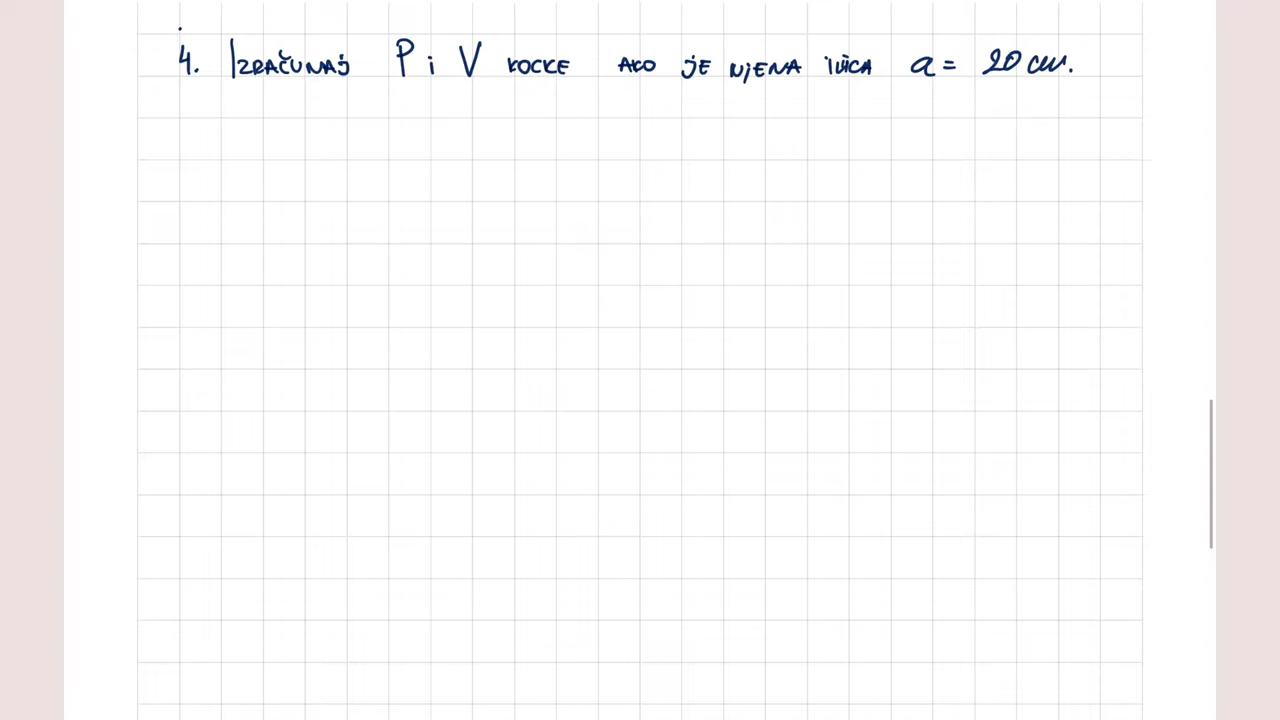 4. IZRAČUNAJ P i V KOCKE AKO JE NJENA IVICA a = 20 cm.